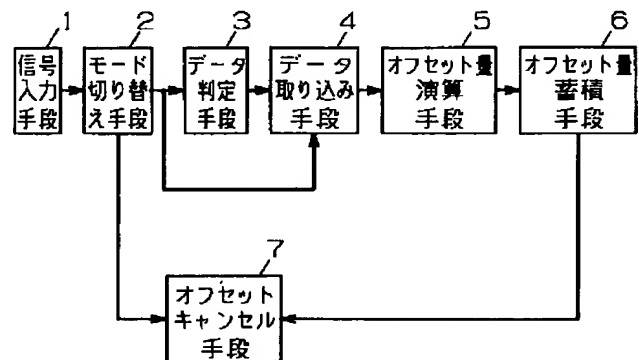 1
信号
入力
手段
2
モード
切り替
え手段
3
データ
判定
手段
4
データ
取り込み
手段
5
オフセット量
演算
手段
6
オフセット量
蓄積
手段
7
オフセット
キャンセル
手段